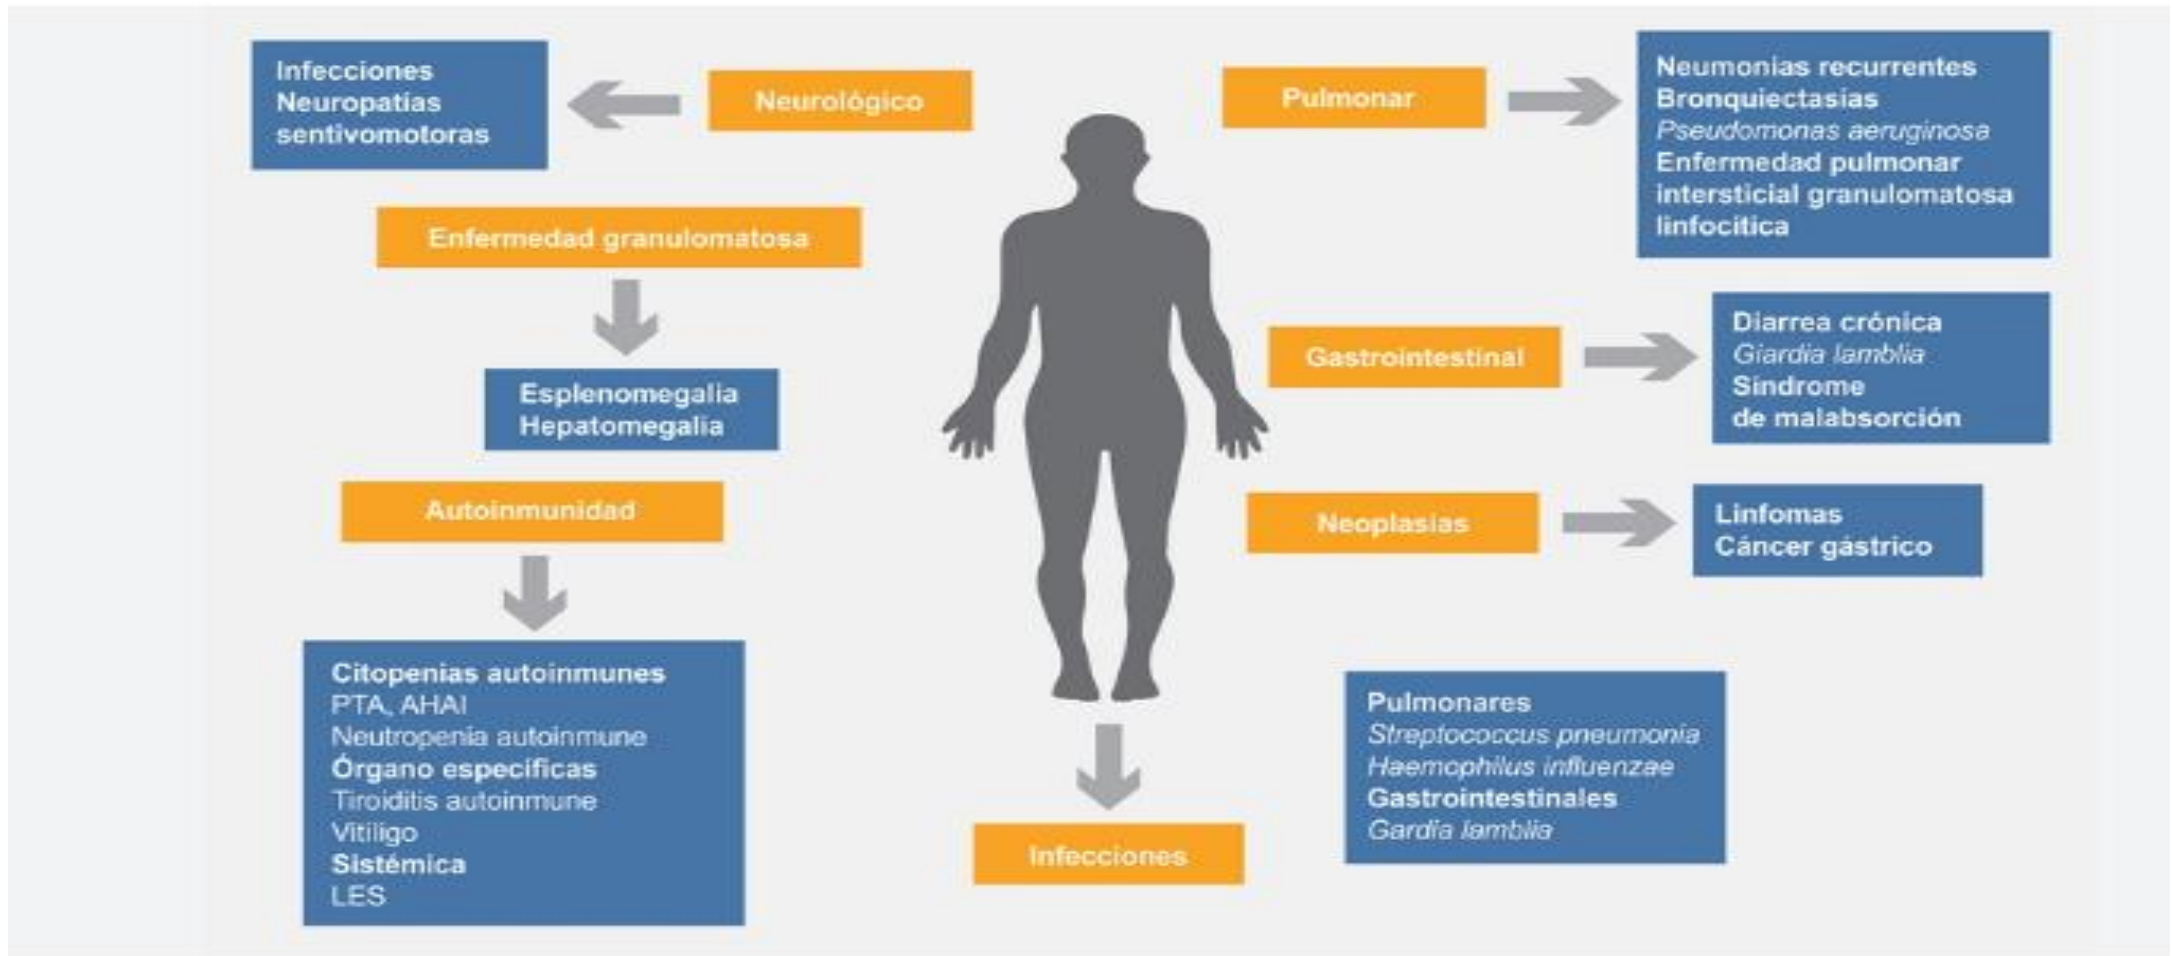 Neurológico
Infecciones
Neuropatías
sentivomotoras
Enfermedad granulomatosa
Esplenomegalia
Hepatomegalia
Autoinmunidad
Citopenias autoinmunes
PTA, AHAI
Neutropenia autoinmune
Órgano específicas
Tiroiditis autoinmune
Vitiligo
Sistémica
LES
Pulmonar
Neumonias recurrentes
Bronquiectasias
Pseudomonas aeruginosa
Enfermedad pulmonar
intersticial granulomatosa
linfocítica
Gastrointestinal
Diarrea crónica
Giardia lamblia
Síndrome
de malabsorción
Neoplasias
Linfomas
Cáncer gástrico
Infecciones
Pulmonares
Streptococcus pneumonia
Haemophilus influenzae
Gastrointestinales
Gardia lamblia